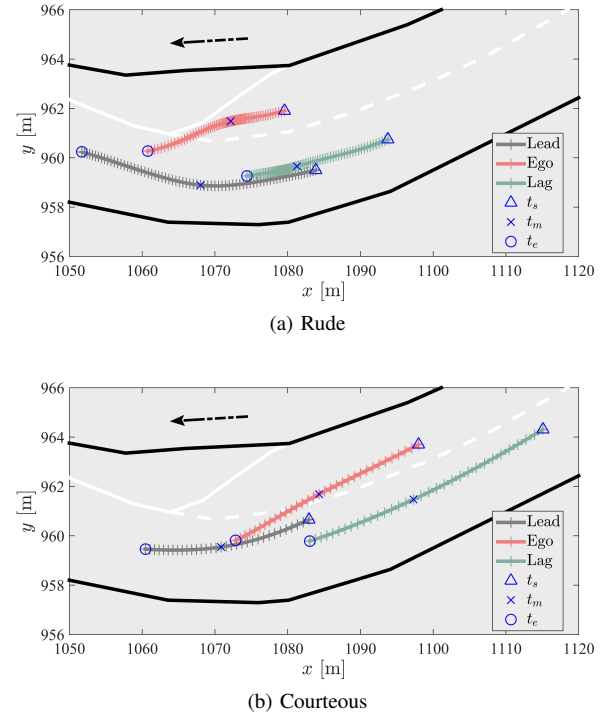 966
964
962
960
958
956
y [m]
1050 1060 1070 1080 1090 1100 1110 1120
x [m]
Lead
Ego
Lag
t_s
t_m
t_e
(a) Rude
966
964
962
960
958
956
y [m]
1050 1060 1070 1080 1090 1100 1110 1120
x [m]
Lead
Ego
Lag
t_s
t_m
t_e
(b) Courteous